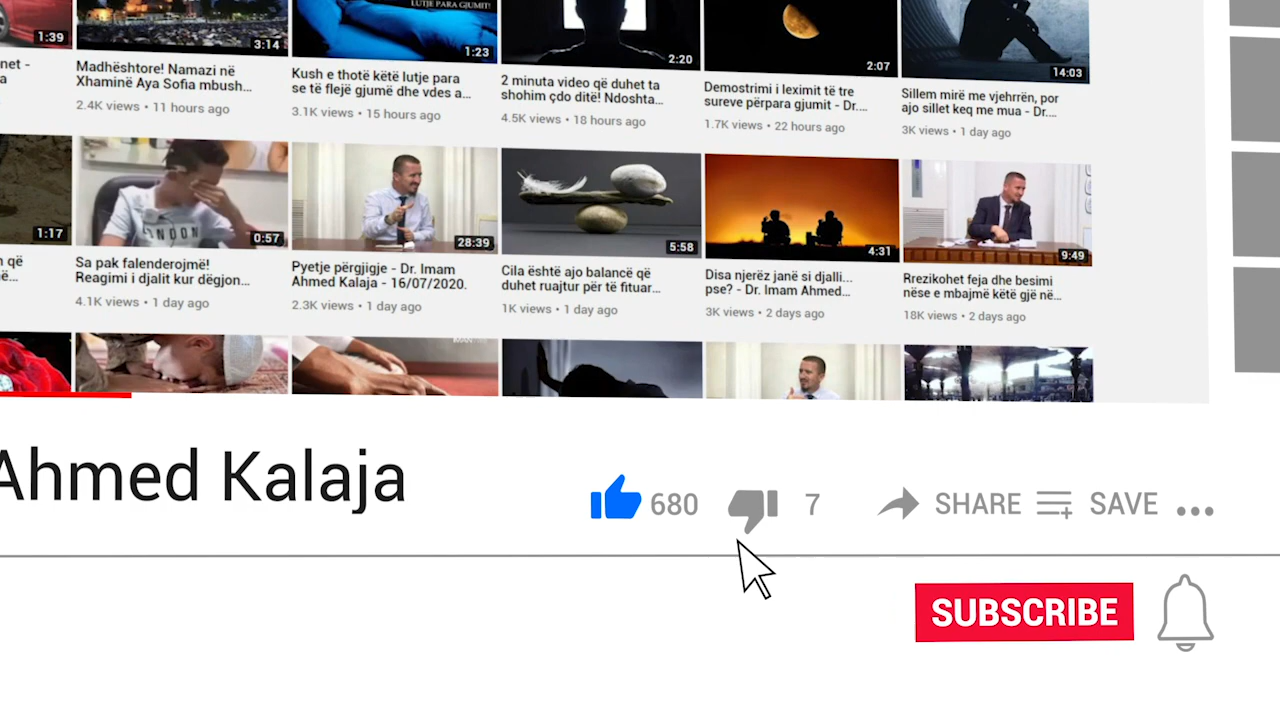 LUTJE PARA GJUMIT!
1:39
3:14
1:23
2:20
2:07
14:03
net -
a
Madhështore! Namazi në
Xhaminë Aya Sofia mbush...
2.4K views • 11 hours ago
Kush e thotë këtë lutje para
se të flejë gjumë dhe vdes a...
3.1K views • 15 hours ago
2 minuta video që duhet ta
shohim çdo ditë! Ndoshta...
4.5K views • 18 hours ago
Demostrimi i leximit të tre
sureve përpara gjumit - Dr....
1.7K views • 22 hours ago
Sillem mirë me vjehrrën, por
ajo sillet keq me mua - Dr....
3K views • 1 day ago
LONDON
1:17
0:57
28:39
5:58
4:31
9:49
n që
e...
Sa pak falenderojmë!
Reagimi i djalit kur dëgjon...
4.1K views • 1 day ago
Pyetje përgjigje - Dr. Imam
Ahmed Kalaja - 16/07/2020.
2.3K views • 1 day ago
Cila është ajo balancë që
duhet ruajtur për të fituar...
1K views • 1 day ago
Disa njerëz janë si djalli...
pse? - Dr. Imam Ahmed...
3K views • 2 days ago
Rrezikohet feja dhe besimi
nëse e mbajmë këtë gjë në...
18K views • 2 days ago
Ahmed Kalaja
680
7
SHARE
SAVE
SUBSCRIBE